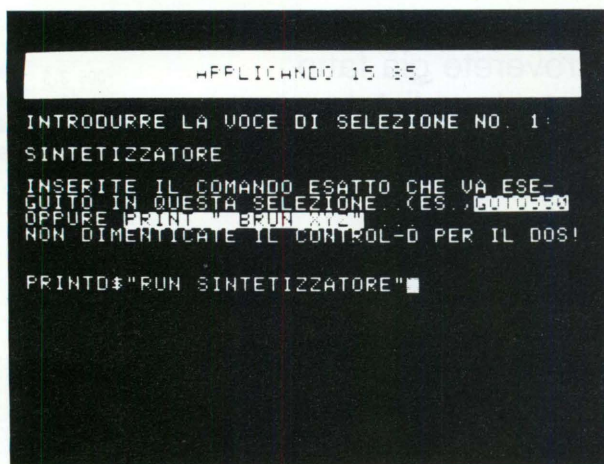 APPLICANDO 15 85
INTRODURRE LA VOCE DI SELEZIONE NO. 1:
SINTETIZZATORE
INSERITE IL COMANDO ESATTO CHE VA ESE-
GUITO IN QUESTA SELEZIONE..(ES.,GOTO550
OPPURE PRINT " BRUN XYZ"
NON DIMENTICATE IL CONTROL-D PER IL DOS!
PRINTD$"RUN SINTETIZZATORE"